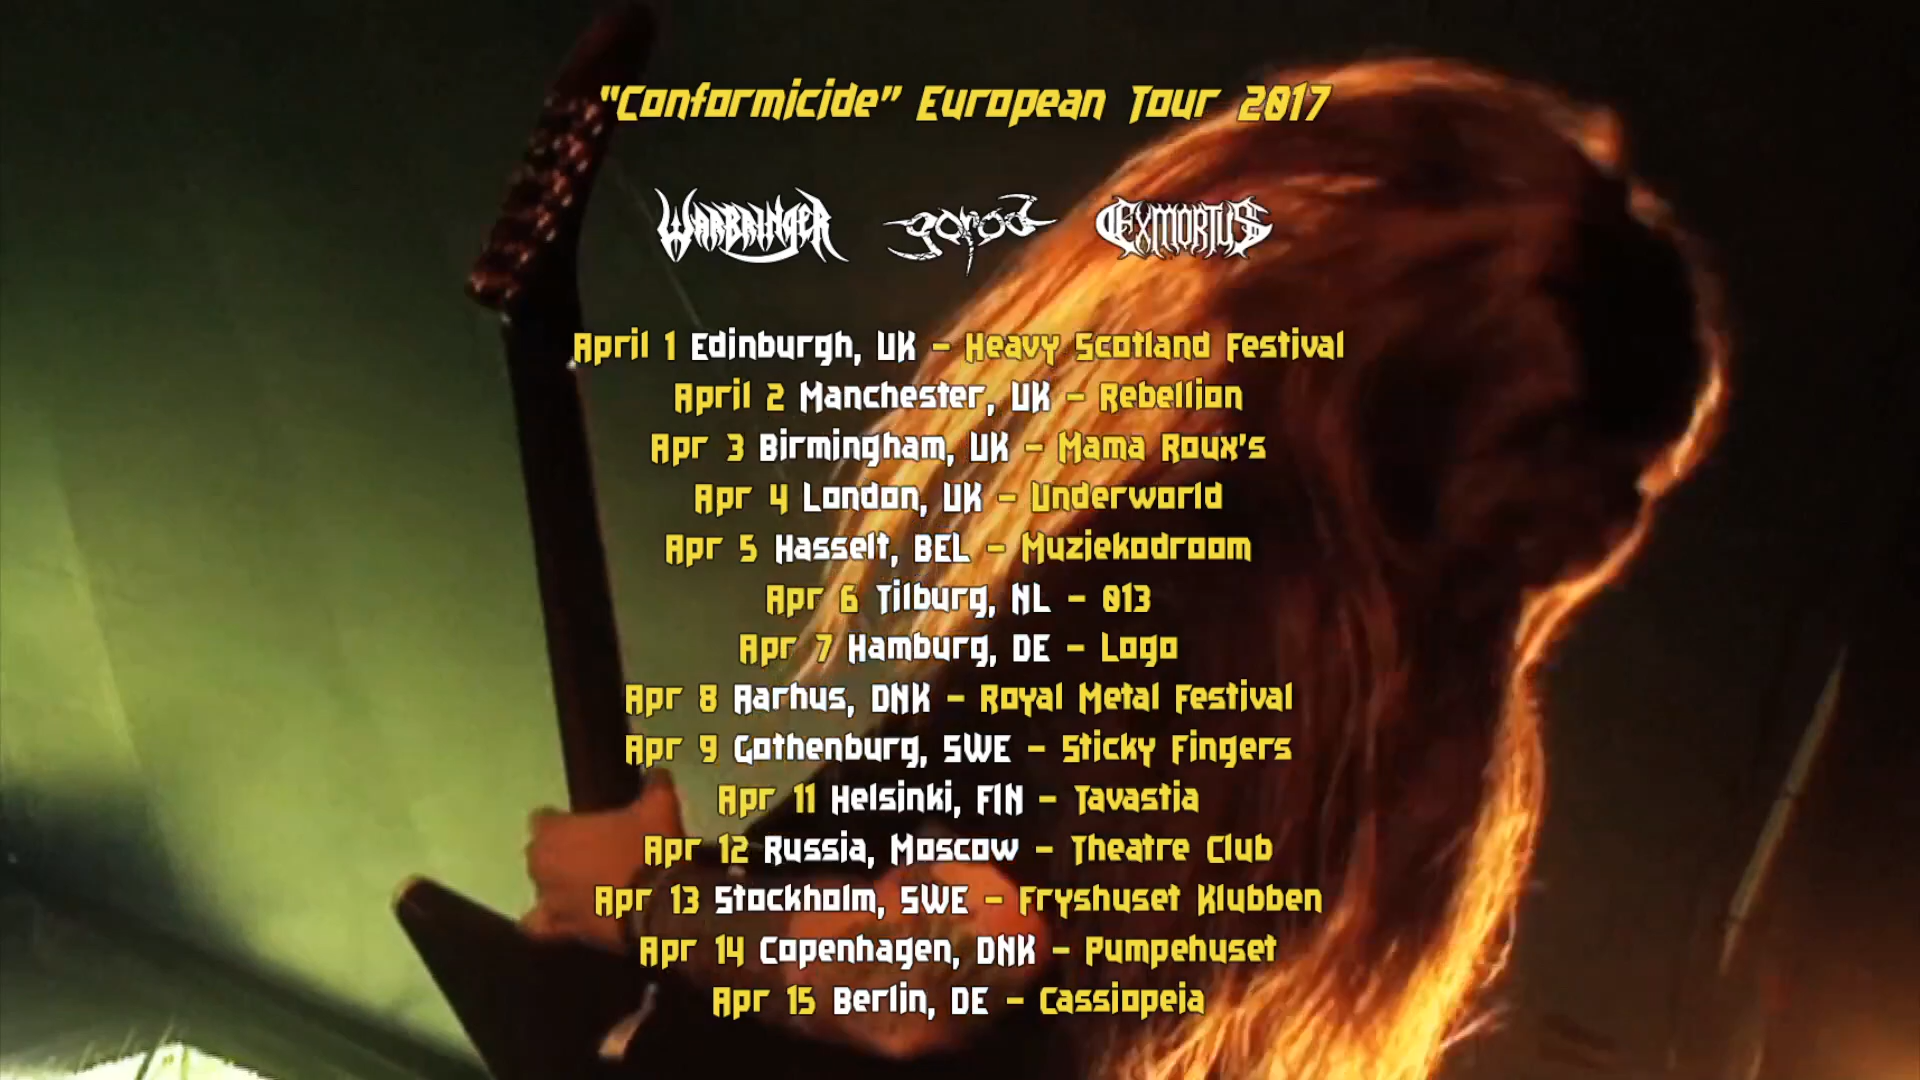 "Conformicide" European Tour 2017
WARBRINGER gorod EXMORTUS
April 1 Edinburgh, UK - Heavy Scotland Festival
April 2 Manchester, UK - Rebellion
Apr 3 Birmingham, UK - Mama Roux's
Apr 4 London, UK - Underworld
Apr 5 Hasselt, BEL - Muziekodroom
Apr 6 Tilburg, NL - 013
Apr 7 Hamburg, DE - Logo
Apr 8 Aarhus, DNK - Royal Metal Festival
Apr 9 Gothenburg, SWE - Sticky Fingers
Apr 11 Helsinki, FIN - Tavastia
Apr 12 Russia, Moscow - Theatre Club
Apr 13 Stockholm, SWE - Fryshuset Klubben
Apr 14 Copenhagen, DNK - Pumpehuset
Apr 15 Berlin, DE - Cassiopeia